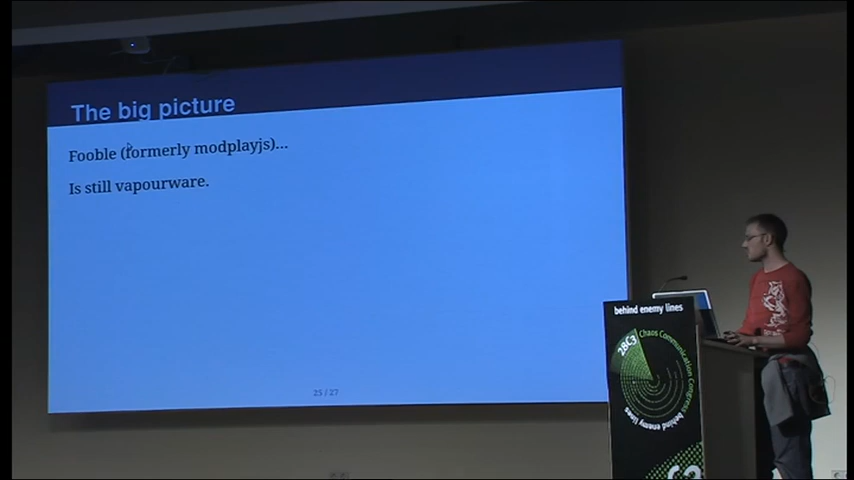 The big picture
Fooble (formerly modplayjs)...
Is still vapourware.
25 / 27
behind enemy lines
28C3
Chaos Communication Congress
behind enemy lines